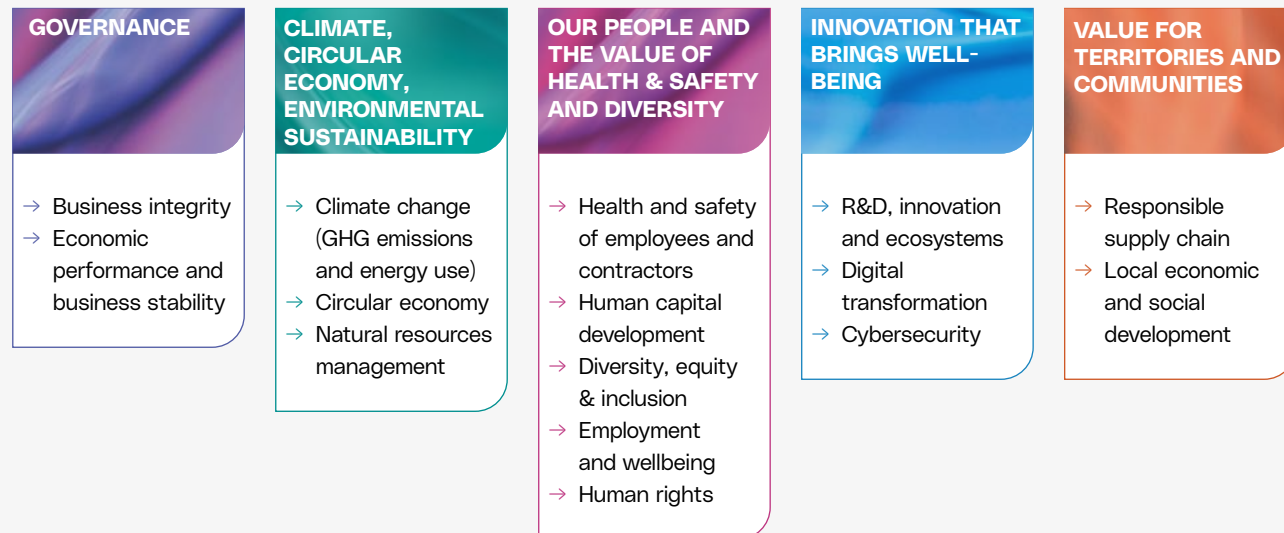 GOVERNANCE
→ Business integrity
→ Economic
performance and
business stability
CLIMATE,
CIRCULAR
ECONOMY,
ENVIRONMENTAL
SUSTAINABILITY
→ Climate change
(GHG emissions
and energy use)
→ Circular economy
→ Natural resources
management
OUR PEOPLE AND
THE VALUE OF
HEALTH & SAFETY
AND DIVERSITY
→ Health and safety
of employees and
contractors
→ Human capital
development
→ Diversity, equity
& inclusion
→ Employment
and wellbeing
→ Human rights
INNOVATION THAT
BRINGS WELL-
BEING
→ R&D, innovation
and ecosystems
→ Digital
transformation
→ Cybersecurity
VALUE FOR
TERRITORIES AND
COMMUNITIES
→ Responsible
supply chain
→ Local economic
and social
development